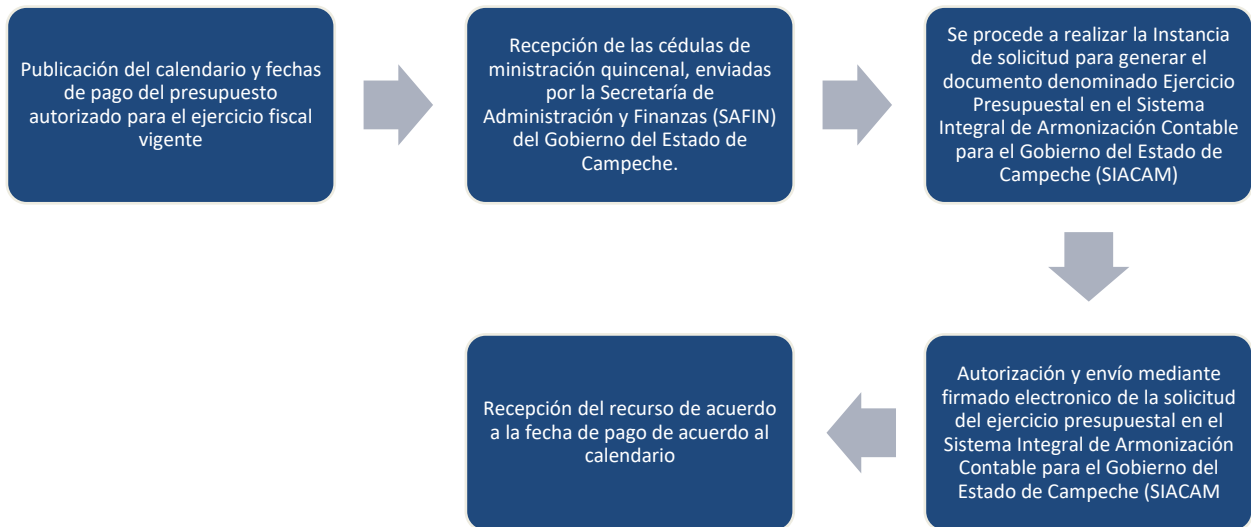 Publicación del calendario y fechas
de pago del presupuesto
autorizado para el ejercicio fiscal
vigente
Recepción de las cédulas de
ministración quincenal, enviadas
por la Secretaría de
Administración y Finanzas (SAFIN)
del Gobierno del Estado de
Campeche.
Se procede a realizar la Instancia
de solicitud para generar el
documento denominado Ejercicio
Presupuestal en el Sistema
Integral de Armonización Contable
para el Gobierno del Estado de
Campeche (SIACAM)
Autorización y envío mediante
firmado electronico de la solicitud
del ejercicio presupuestal en el
Sistema Integral de Armonización
Contable para el Gobierno del
Estado de Campeche (SIACAM
Recepción del recurso de acuerdo
a la fecha de pago de acuerdo al
calendario